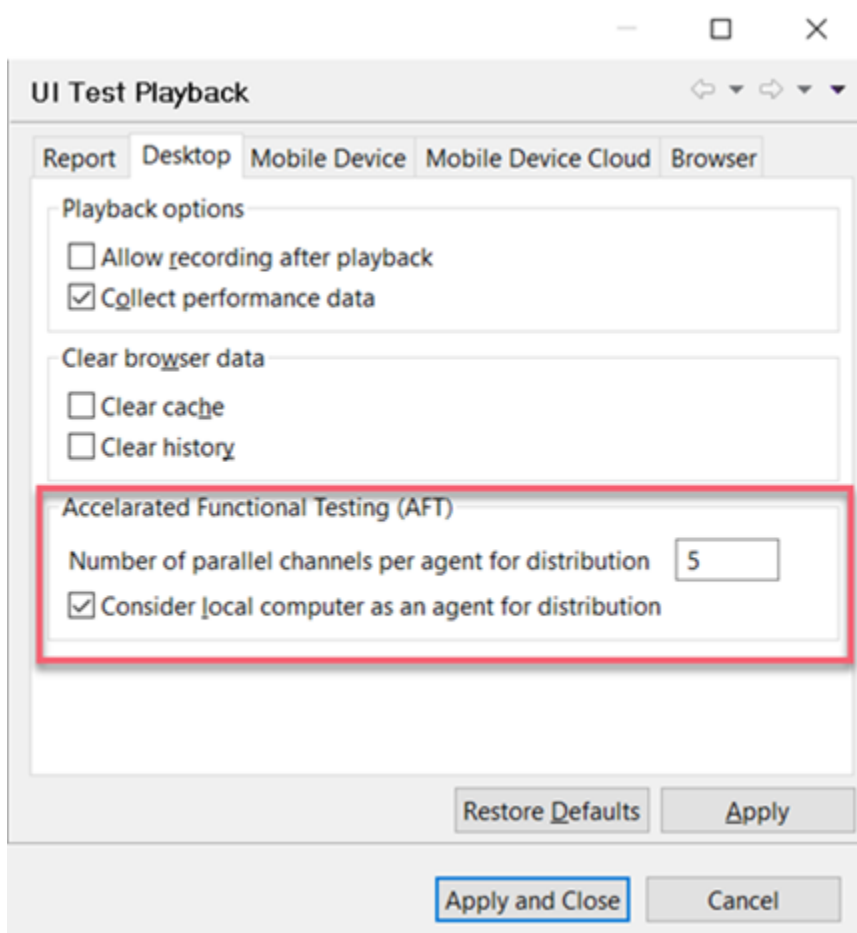 UI Test Playback
Report Desktop Mobile Device Mobile Device Cloud Browser
Playback options
Allow recording after playback
Collect performance data
Clear browser data
Clear cache
Clear history
Accelarated Functional Testing (AFT)
Number of parallel channels per agent for distribution 5
Consider local computer as an agent for distribution
Restore Defaults Apply
Apply and Close Cancel